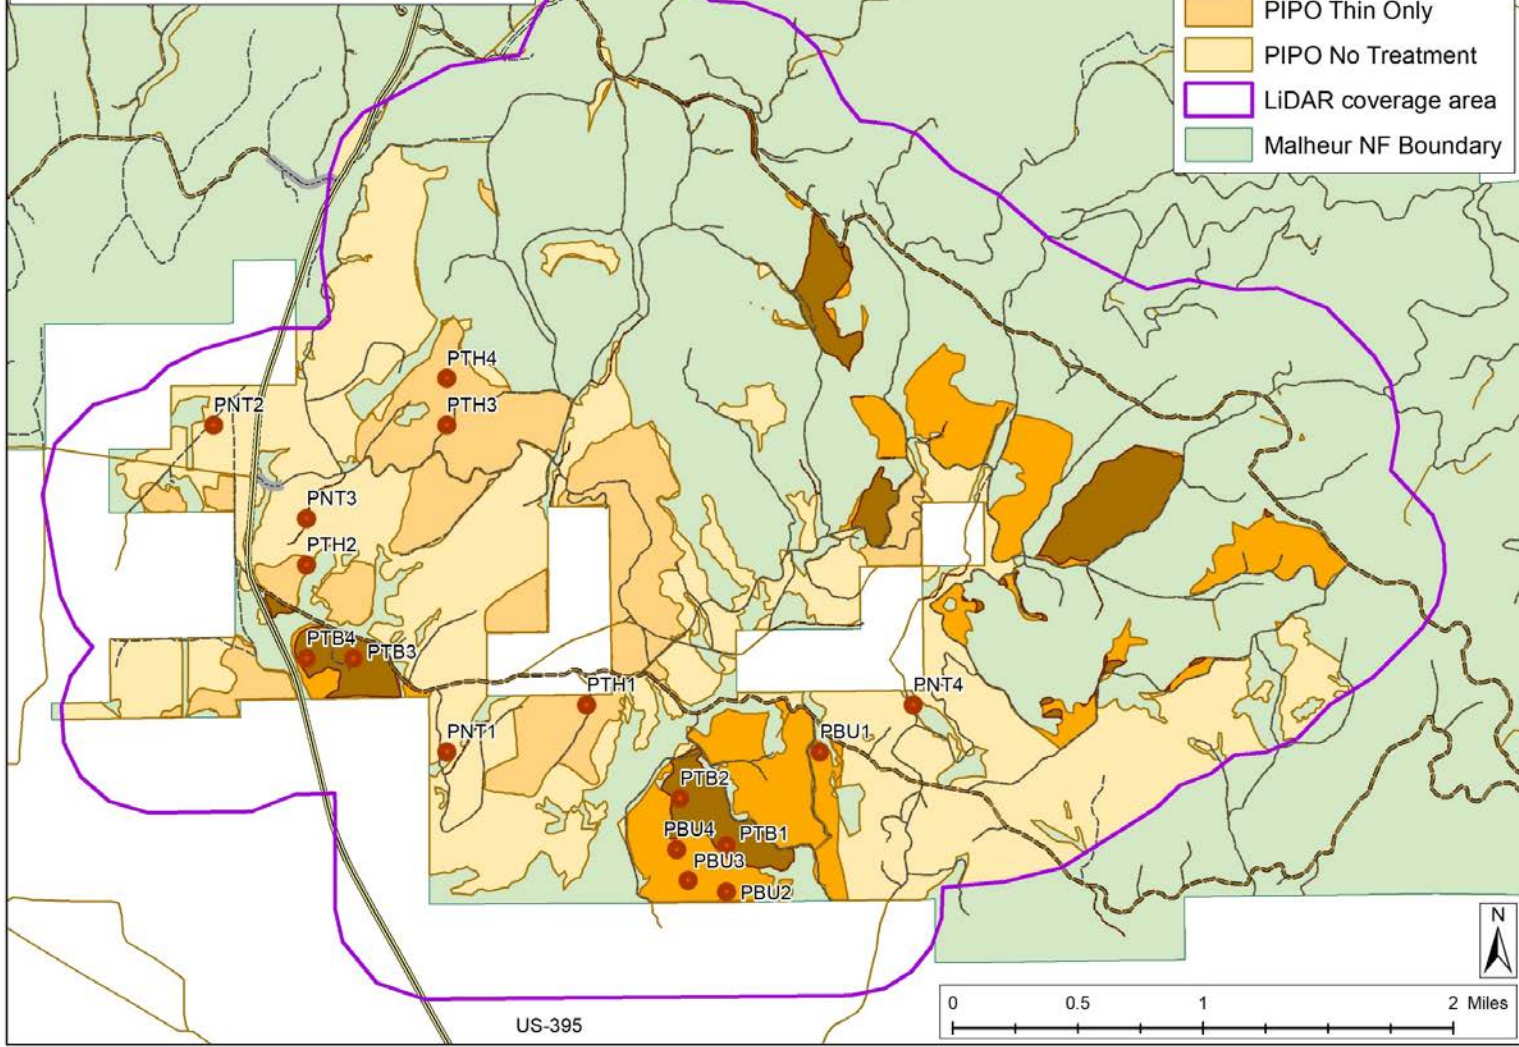 PIPO Thin Only
PIPO No Treatment
LiDAR coverage area
Malheur NF Boundary
PTH4
PNT2
PTH3
PNT3
PTH2
PTB4
PTB3
PTH1
PNT4
PNT1
PBU1
PTB2
PBU4
PTB1
PBU3
PBU2
N
0 0.5 1 2 Miles
US-395